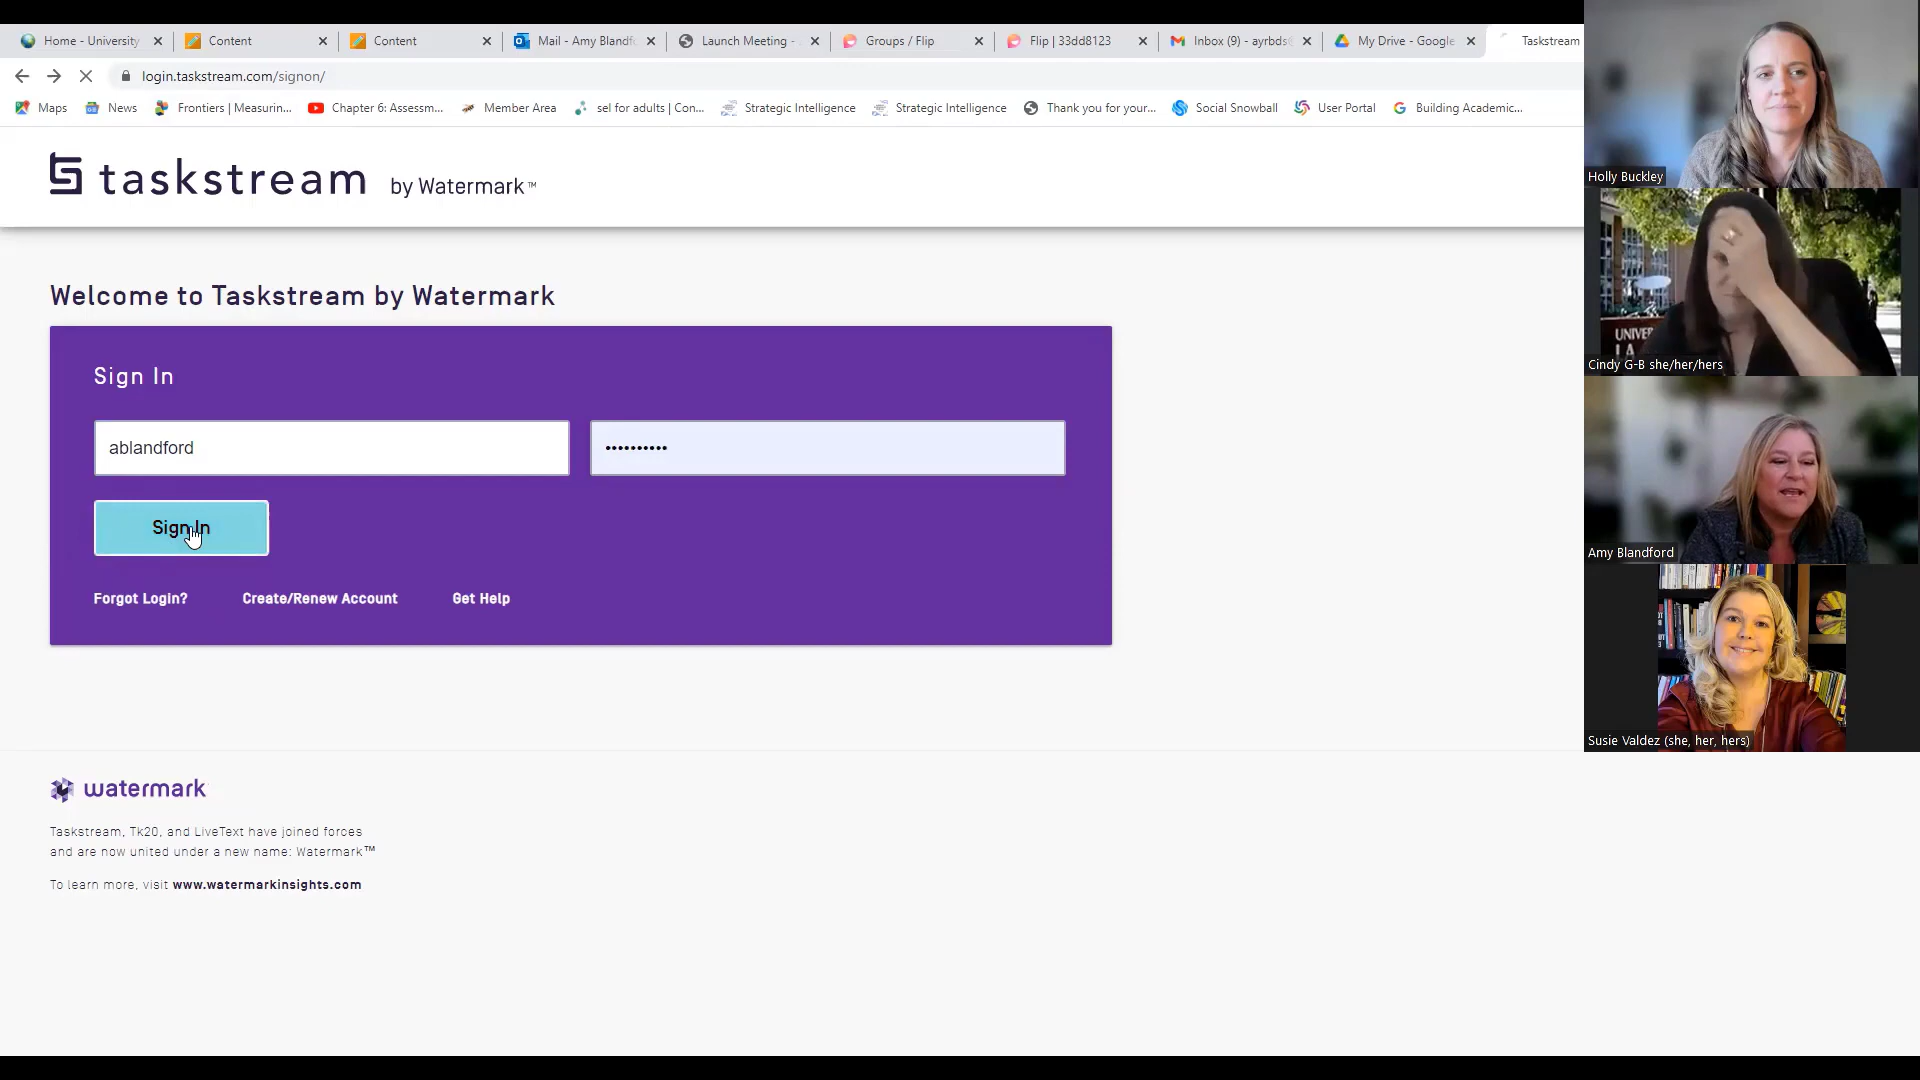 Home - University
Content
Content
Mail - Amy Blandf
Launch Meeting -
Groups / Flip
Flip | 33dd8123
Inbox (9) - ayrbds
My Drive - Google
Taskstream
login.taskstream.com/signon/
Maps
News
Frontiers | Measurin...
Chapter 6: Assessm...
Member Area
sel for adults | Con...
Strategic Intelligence
Strategic Intelligence
Thank you for your...
Social Snowball
User Portal
Building Academic...
taskstream by Watermark™
Welcome to Taskstream by Watermark
Sign In
ablandford
••••••••••
Sign In
Forgot Login?
Create/Renew Account
Get Help
watermark
Taskstream, Tk20, and LiveText have joined forces
and are now united under a new name: Watermark™
To learn more, visit www.watermarkinsights.com
Holly Buckley
UNIVE
LA
Cindy G-B she/her/hers
Amy Blandford
Susie Valdez (she, her, hers)